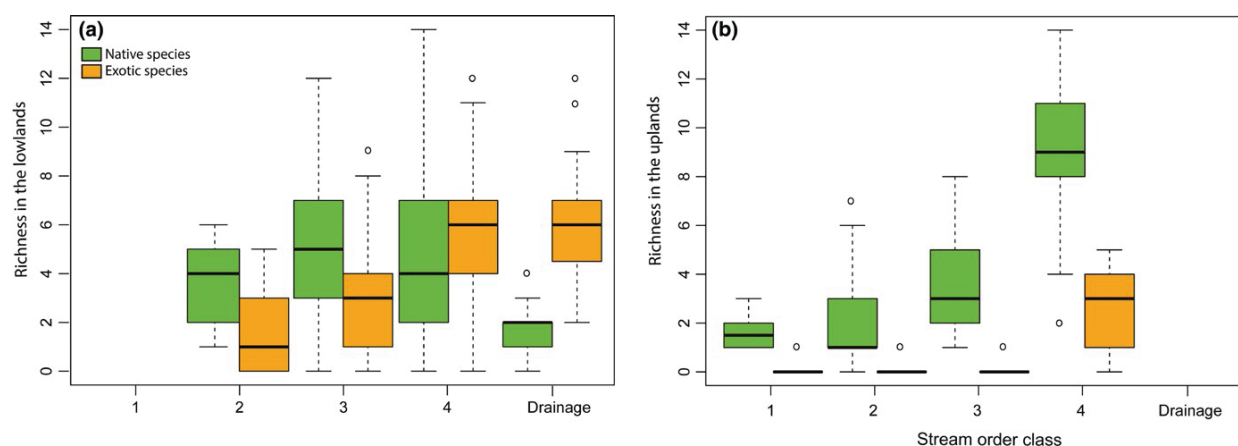 (a)
Native species
Exotic species
Richness in the lowlands
14
12
10
8
6
4
2
0
1 2 3 4 Drainage
(b)
Richness in the uplands
14
12
10
8
6
4
2
0
1 2 3 4 Drainage
Stream order class